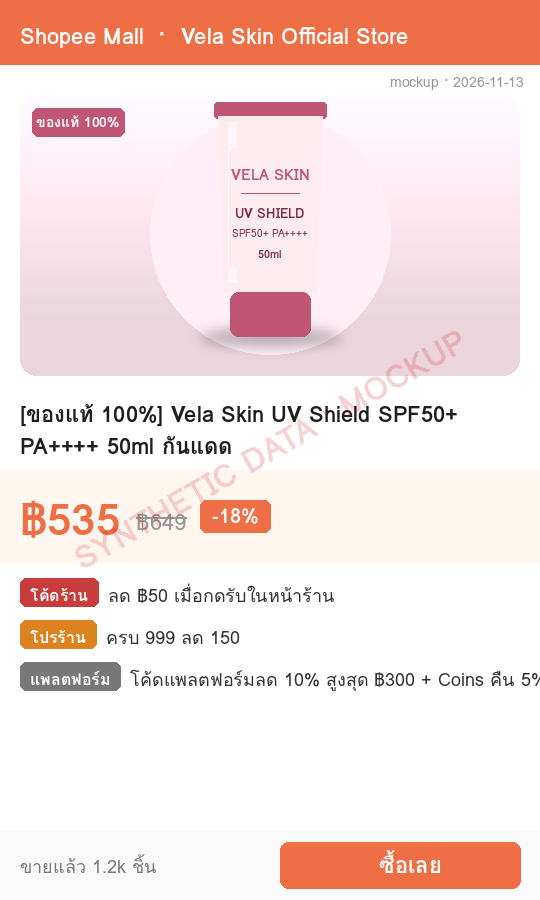 Shopee Mall · Vela Skin Official Store
mockup · 2026-11-13
ของแท้ 100%
VELA SKIN
UV SHIELD
SPF50+ PA++++
50ml
[ของแท้ 100%] Vela Skin UV Shield SPF50+
PA++++ 50ml กันแดด
฿535 ฿649 -18%
SYNTHETIC DATA · MOCKUP
โค้ดร้าน ลด ฿50 เมื่อกดรับในหน้าร้าน
โปรร้าน ครบ 999 ลด 150
แพลตฟอร์ม โค้ดแพลตฟอร์มลด 10% สูงสุด ฿300 + Coins คืน 5%
ขายแล้ว 1.2k ชิ้น ซื้อเลย